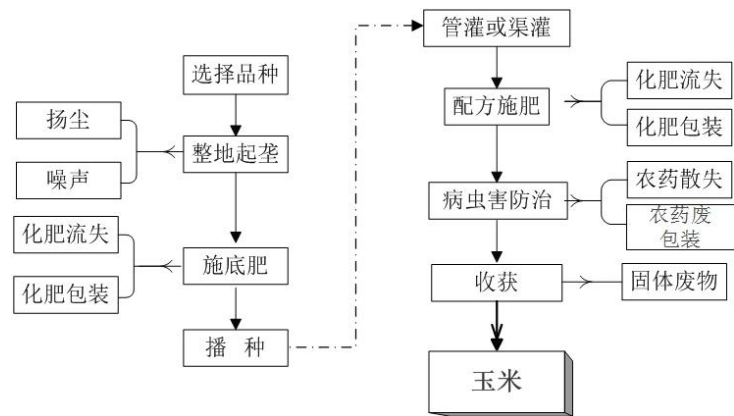 选择品种
扬尘
噪声
整地起垄
化肥流失
化肥包装
施底肥
播 种
管灌或渠灌
配方施肥
化肥流失
化肥包装
病虫害防治
农药散失
农药废
包装
收获
固体废物
玉米